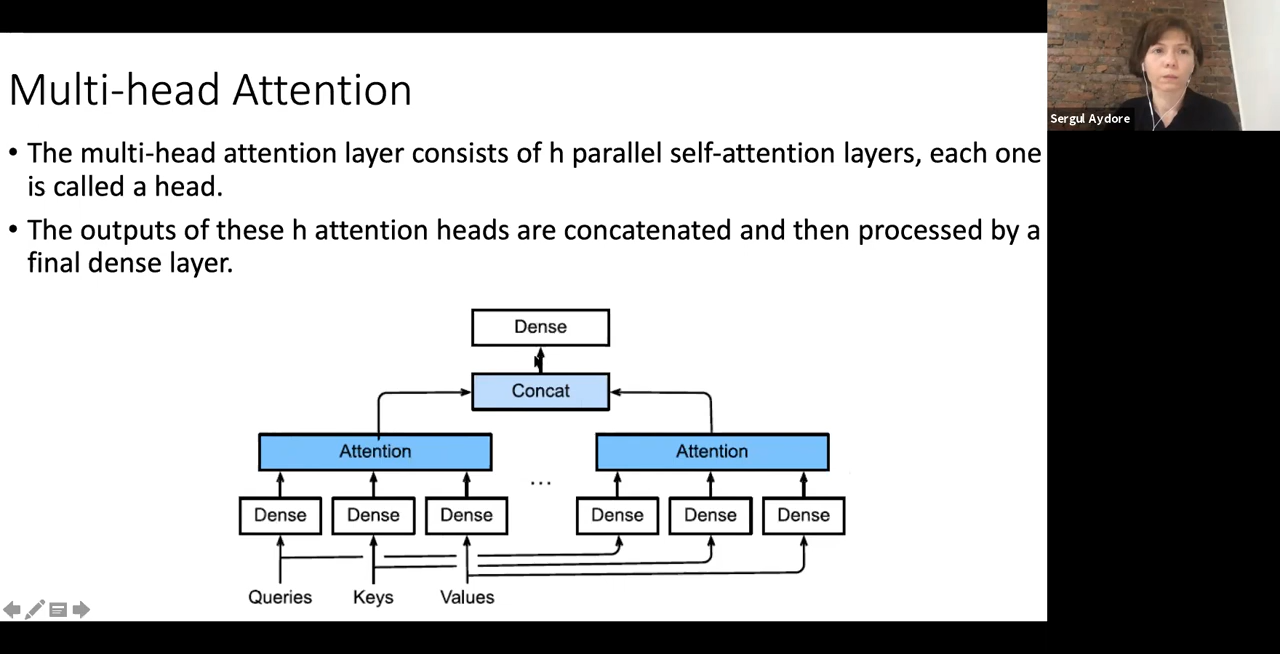 Multi-head Attention
• The multi-head attention layer consists of h parallel self-attention layers, each one
is called a head.
• The outputs of these h attention heads are concatenated and then processed by a
final dense layer.
Dense
Concat
Attention
Attention
...
Dense
Dense
Dense
Dense
Dense
Dense
Queries
Keys
Values
Sergul Aydore